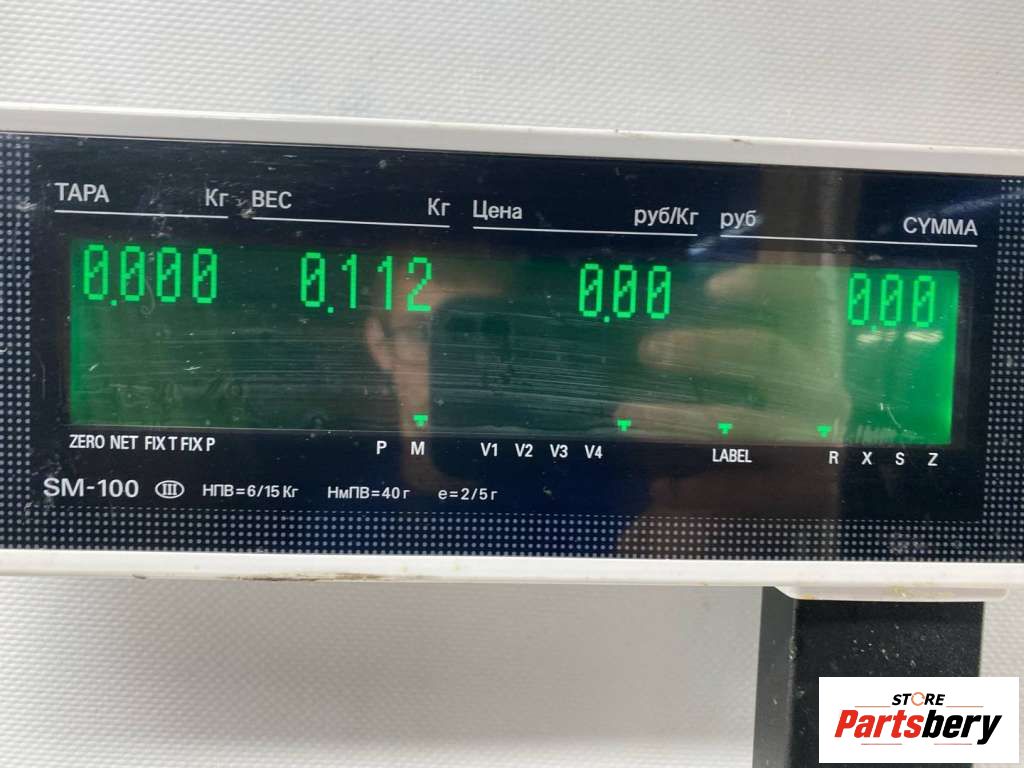 ТАРА Кг ВЕС Кг Цена руб/Кг руб СУММА
0.000 0.112 0.00 0.00
ZERO NET FIX T FIX P P M V1 V2 V3 V4 LABEL R X S Z
SM-100 III НПВ=6/15 Кг НмПВ=40 г e=2/5 г
STORE
Partsbery